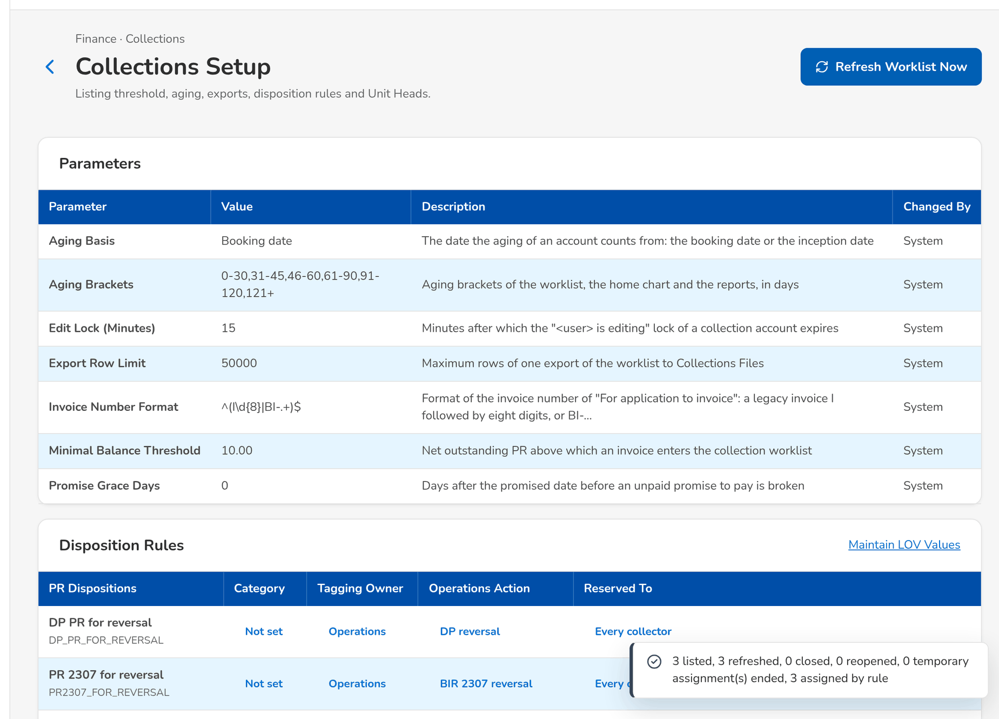 Finance · Collections
Collections Setup
Refresh Worklist Now
Listing threshold, aging, exports, disposition rules and Unit Heads.
Parameters
Parameter Value Description Changed By
Aging Basis Booking date The date the aging of an account counts from: the booking date or the inception date System
Aging Brackets 0-30,31-45,46-60,61-90,91-
120,121+ Aging brackets of the worklist, the home chart and the reports, in days System
Edit Lock (Minutes) 15 Minutes after which the "<user> is editing" lock of a collection account expires System
Export Row Limit 50000 Maximum rows of one export of the worklist to Collections Files System
Invoice Number Format ^(I\d{8}|BI-.+)$ Format of the invoice number of "For application to invoice": a legacy invoice I
followed by eight digits, or BI-... System
Minimal Balance Threshold 10.00 Net outstanding PR above which an invoice enters the collection worklist System
Promise Grace Days 0 Days after the promised date before an unpaid promise to pay is broken System
Disposition Rules Maintain LOV Values
PR Dispositions Category Tagging Owner Operations Action Reserved To
DP PR for reversal Not set Operations DP reversal Every collector
DP_PR_FOR_REVERSAL
PR 2307 for reversal Not set Operations BIR 2307 reversal Every
PR2307_FOR_REVERSAL
3 listed, 3 refreshed, 0 closed, 0 reopened, 0 temporary
assignment(s) ended, 3 assigned by rule